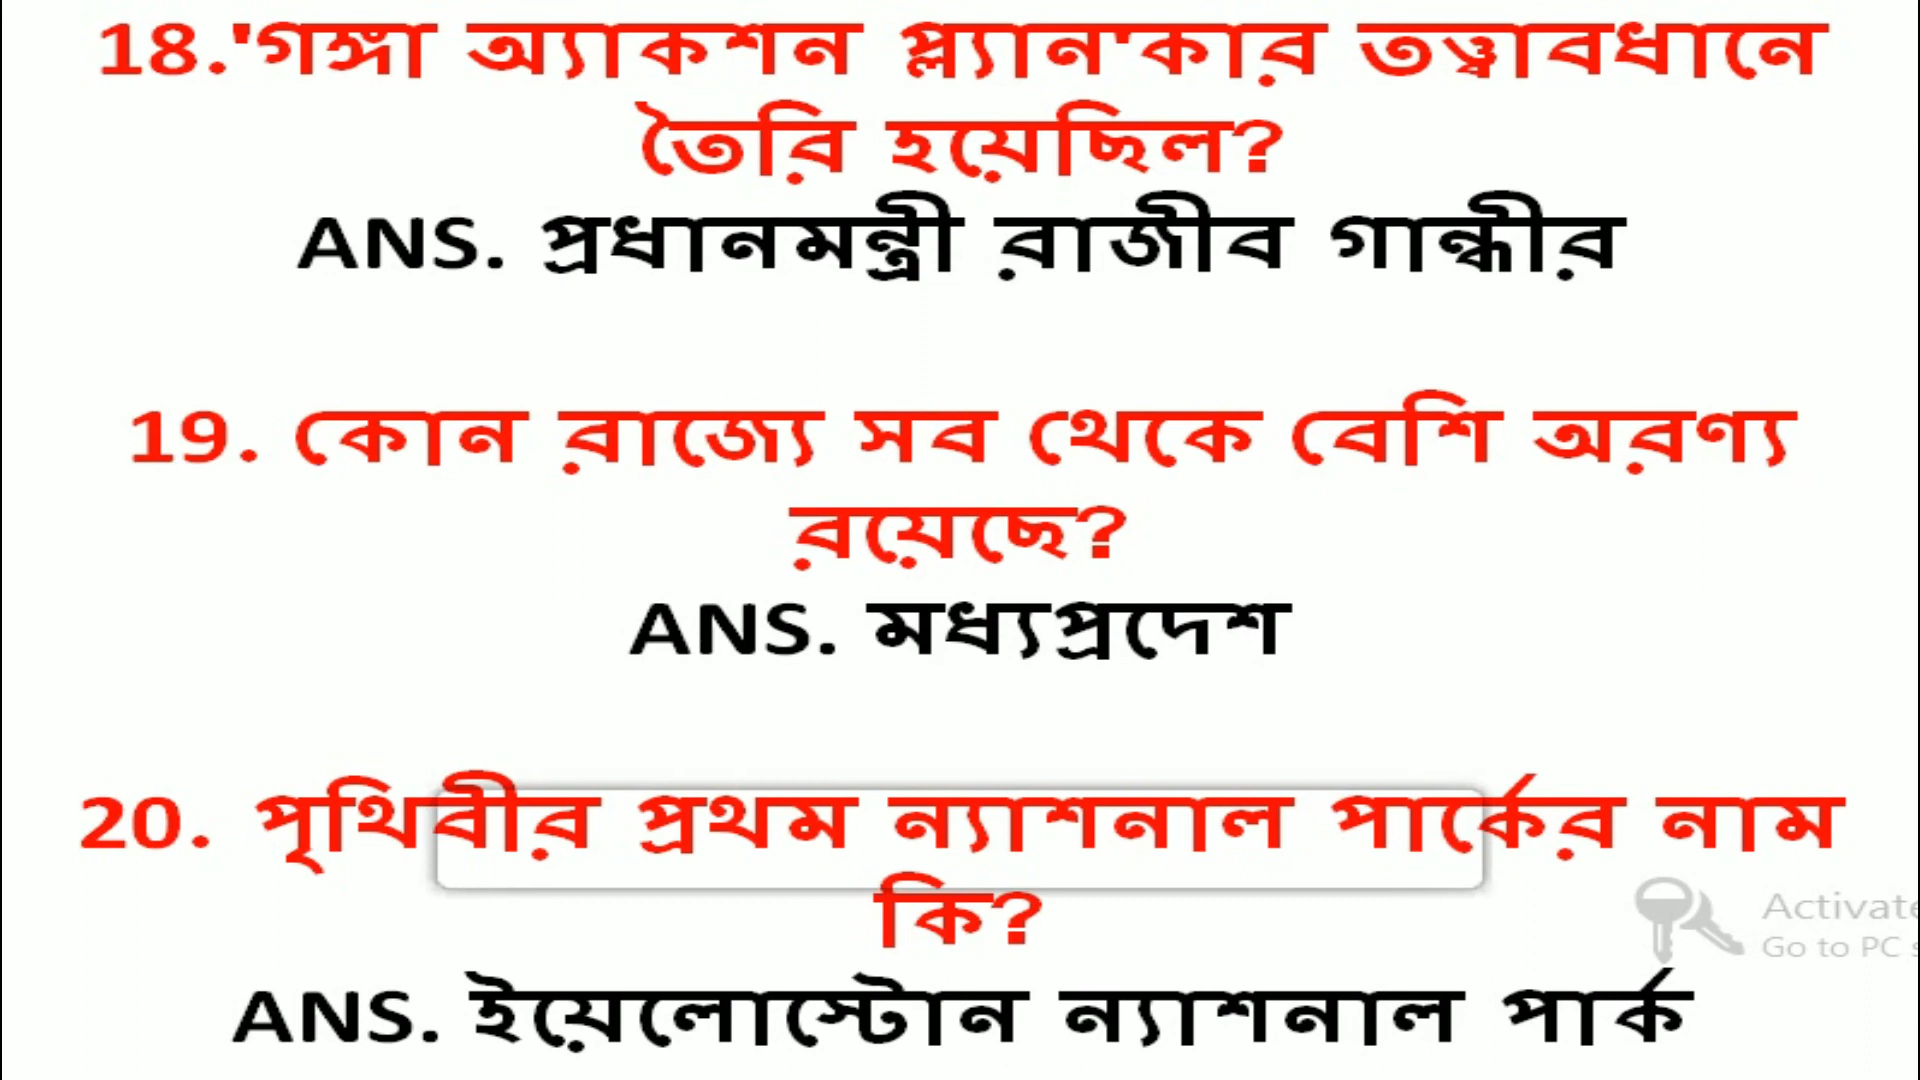 18.'গঙ্গা অ্যাকশন প্ল্যান'কার তত্ত্বাবধানে
তৈরি হয়েছিল?
ANS. প্রধানমন্ত্রী রাজীব গান্ধীর
19. কোন রাজ্যে সব থেকে বেশি অরণ্য
রয়েছে?
ANS. মধ্যপ্রদেশ
20. পৃথিবীর প্রথম ন্যাশনাল পার্কের নাম
কি?
Activate
Go to PC s
ANS. ইয়েলোস্টোন ন্যাশনাল পার্ক